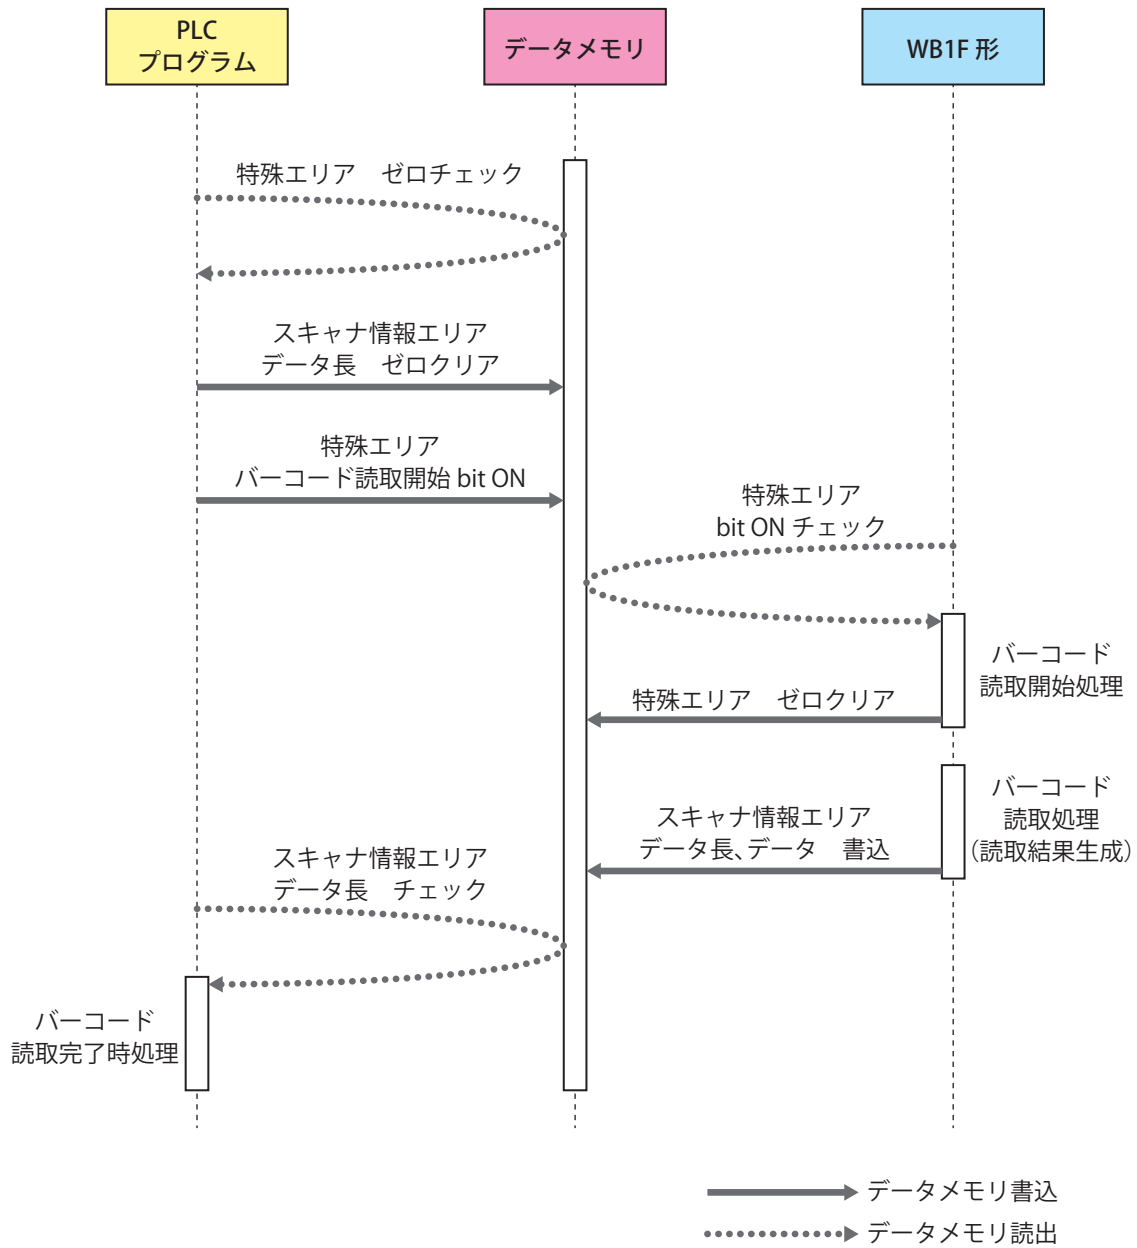 PLC
プログラム
データメモリ
WB1F 形
特殊エリア　ゼロチェック
スキャナ情報エリア
データ長　ゼロクリア
特殊エリア
バーコード読取開始 bit ON
特殊エリア
bit ON チェック
バーコード
読取開始処理
特殊エリア　ゼロクリア
バーコード
読取処理
（読取結果生成）
スキャナ情報エリア
データ長、データ　書込
スキャナ情報エリア
データ長　チェック
バーコード
読取完了時処理
データメモリ書込
データメモリ読出